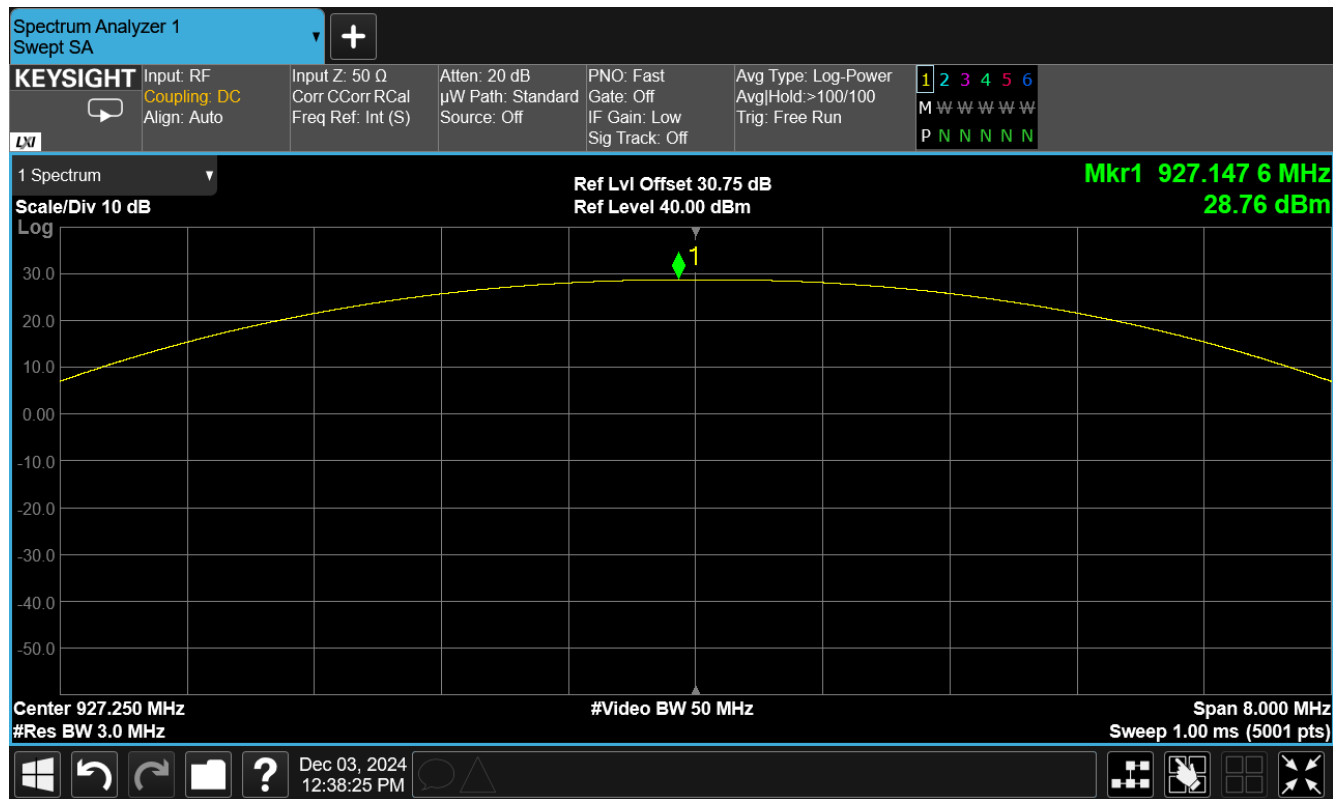 Spectrum Analyzer 1
Swept SA
KEYSIGHT
LXI
Input: RF
Coupling: DC
Align: Auto
Input Z: 50 Ω
Corr CCorr RCal
Freq Ref: Int (S)
Atten: 20 dB
µW Path: Standard
Source: Off
PNO: Fast
Gate: Off
IF Gain: Low
Sig Track: Off
Avg Type: Log-Power
Avg|Hold:>100/100
Trig: Free Run
1 2 3 4 5 6
M W W W W W
P N N N N N
1 Spectrum
Scale/Div 10 dB
Log
Ref Lvl Offset 30.75 dB
Ref Level 40.00 dBm
Mkr1 927.147 6 MHz
28.76 dBm
1
30.0
20.0
10.0
0.00
-10.0
-20.0
-30.0
-40.0
-50.0
Center 927.250 MHz
#Res BW 3.0 MHz
#Video BW 50 MHz
Span 8.000 MHz
Sweep 1.00 ms (5001 pts)
?
Dec 03, 2024
12:38:25 PM